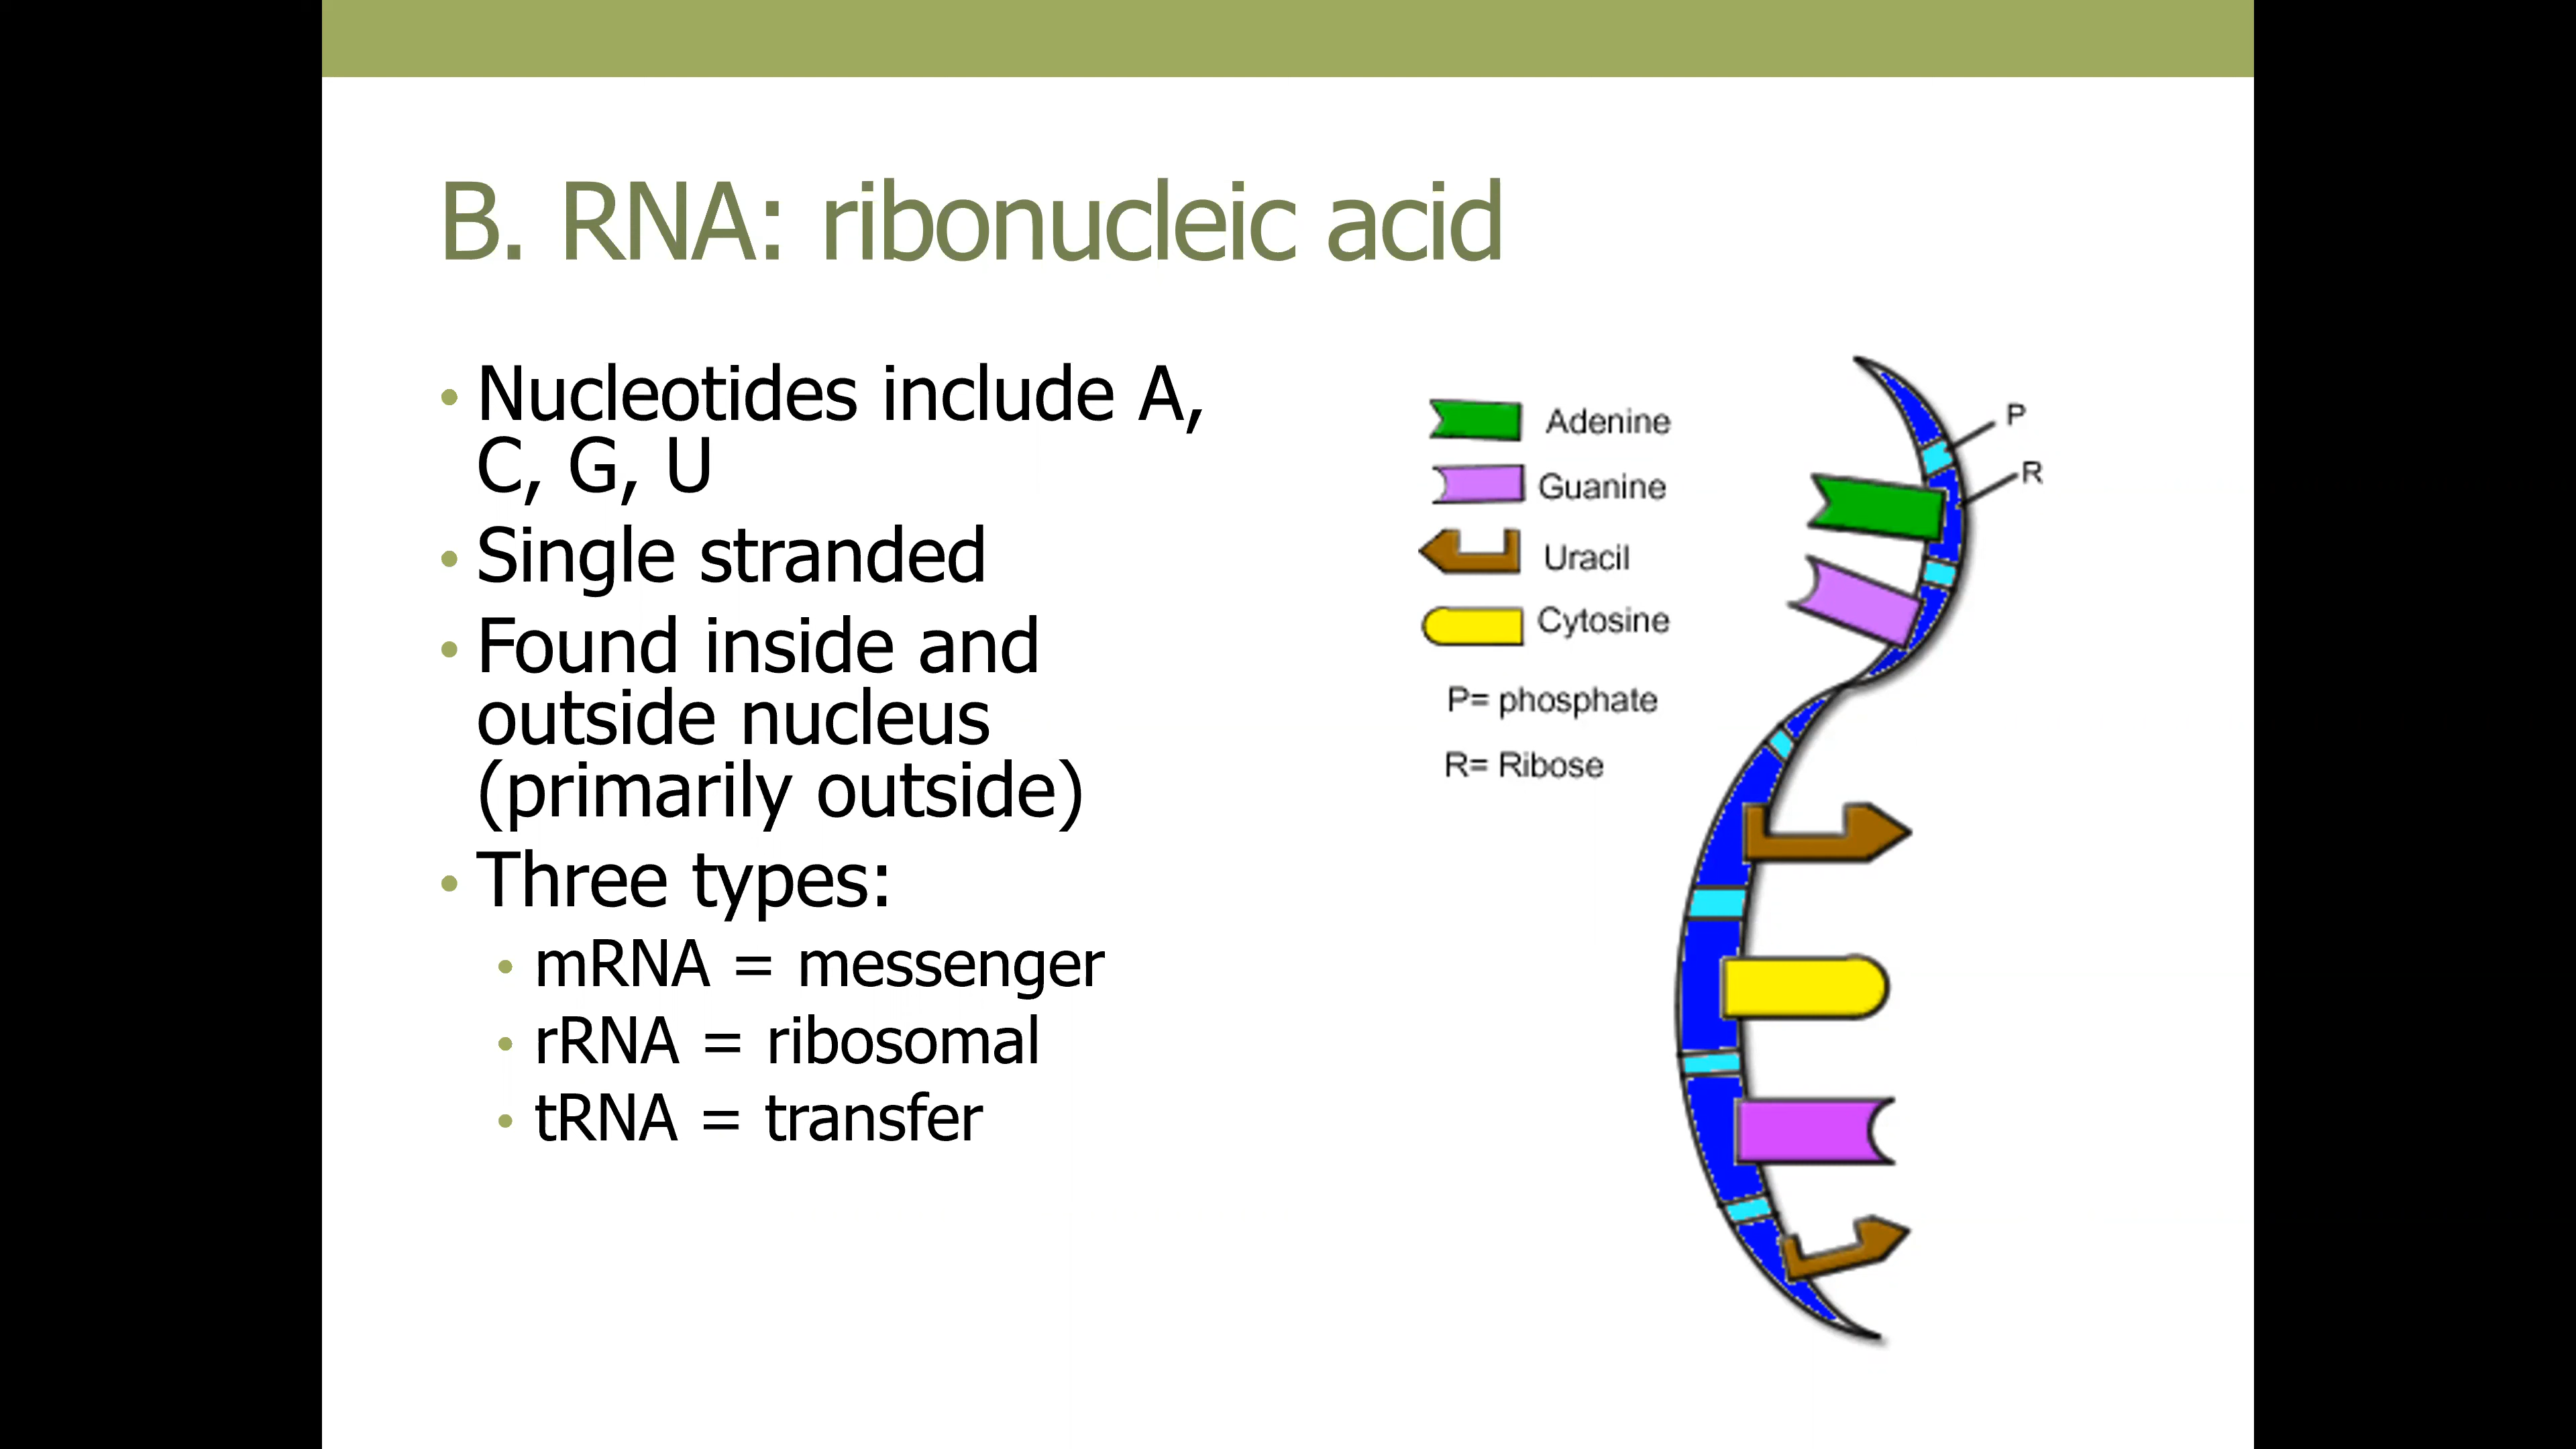 B. RNA: ribonucleic acid
• Nucleotides include A,
C, G, U
• Single stranded
• Found inside and
outside nucleus
(primarily outside)
• Three types:
• mRNA = messenger
• rRNA = ribosomal
• tRNA = transfer
Adenine
Guanine
Uracil
Cytosine
P= phosphate
R= Ribose
P
R